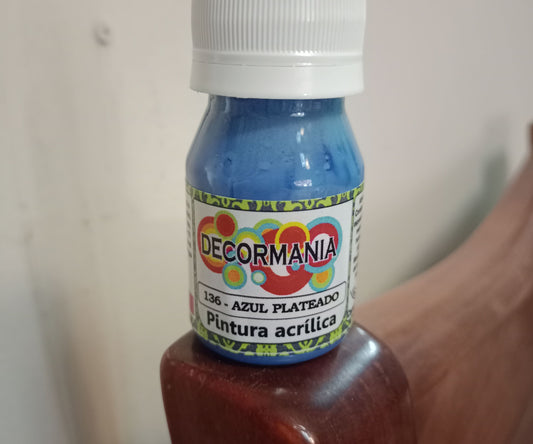 DECORMANIA
136 - AZUL PLATEADO
Pintura acrílica